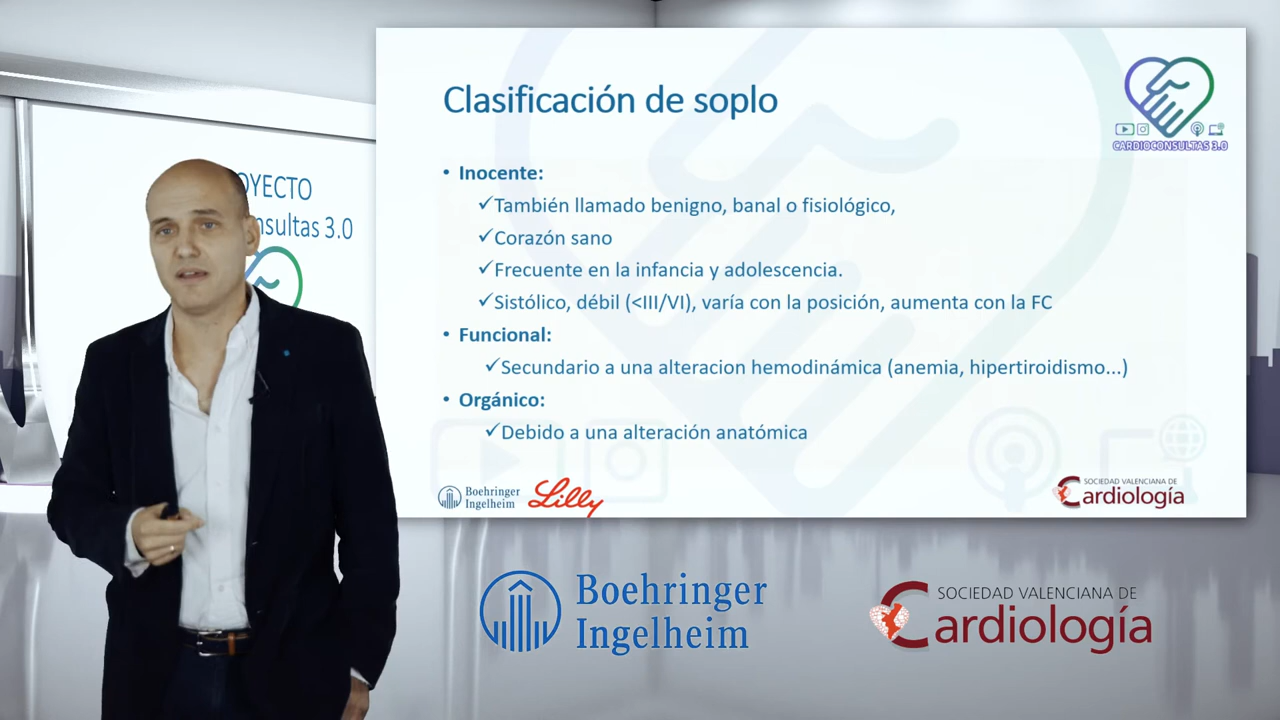 Clasificación de soplo
CARDIOCONSULTAS 3.0
• Inocente:
✓También llamado benigno, banal o fisiológico,
✓Corazón sano
✓Frecuente en la infancia y adolescencia.
✓Sistólico, débil (<III/VI), varía con la posición, aumenta con la FC
• Funcional:
✓Secundario a una alteracion hemodinámica (anemia, hipertiroidismo...)
• Orgánico:
✓Debido a una alteración anatómica
Boehringer
Ingelheim
Lilly
SOCIEDAD VALENCIANA DE
Cardiología
OYECTO
nsultas 3.0
Boehringer
Ingelheim
SOCIEDAD VALENCIANA DE
Cardiología